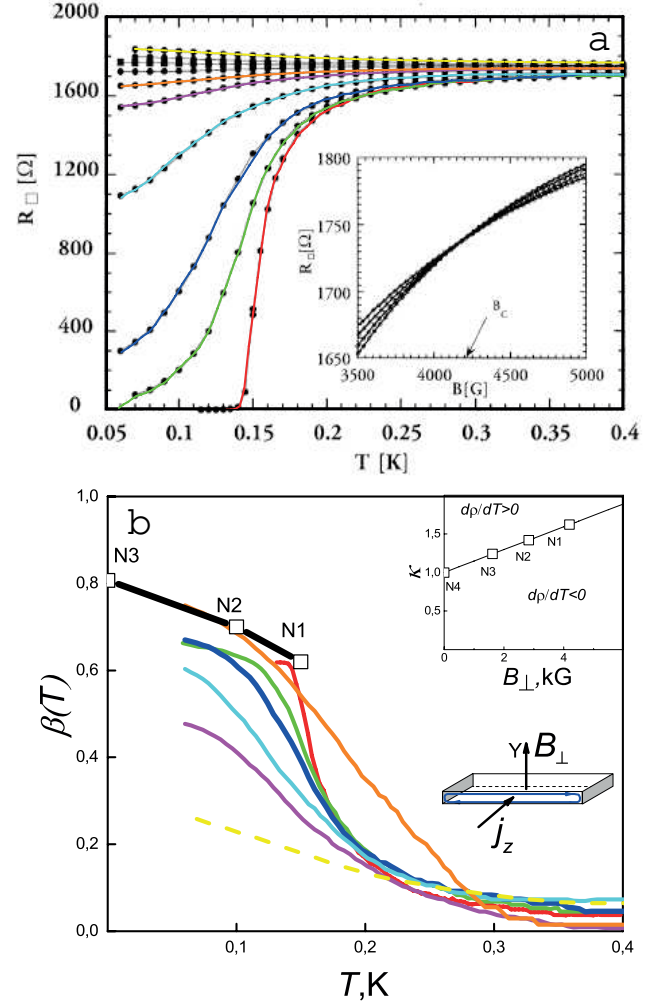 a
2000
1600
1200
800
400
0
R□ [Ω]
0.05 0.1 0.15 0.2 0.25 0.3 0.35 0.4
T [K]
1800
1750
1700
1650
R□[Ω]
B_C
3500 4000 4500 5000
B[G]
b
1,0
0,8
0,6
0,4
0,2
0,0
β(T)
N3
N2
N1
0,1 0,2 0,3 0,4
T,K
dρ/dT>0
1,5
1,0
0,5
κ
N1
N2
N3
N4
dρ/dT<0
0 2 4
B⊥,kG
Y B⊥
j_z